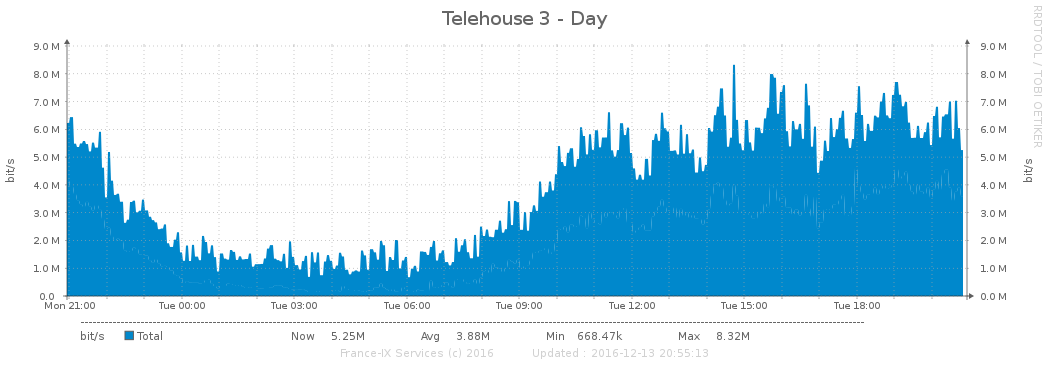 Telehouse 3 - Day
RRDTOOL / TOBI OETIKER
9.0 M 9.0 M
8.0 M 8.0 M
7.0 M 7.0 M
6.0 M 6.0 M
5.0 M 5.0 M
4.0 M 4.0 M
3.0 M 3.0 M
2.0 M 2.0 M
1.0 M 1.0 M
0.0 0.0 M
bit/s
bit/s
Mon 21:00 Tue 00:00 Tue 03:00 Tue 06:00 Tue 09:00 Tue 12:00 Tue 15:00 Tue 18:00
bit/s Total Now 5.25M Avg 3.88M Min 668.47k Max 8.32M
France-IX Services (c) 2016 Updated : 2016-12-13 20:55:13